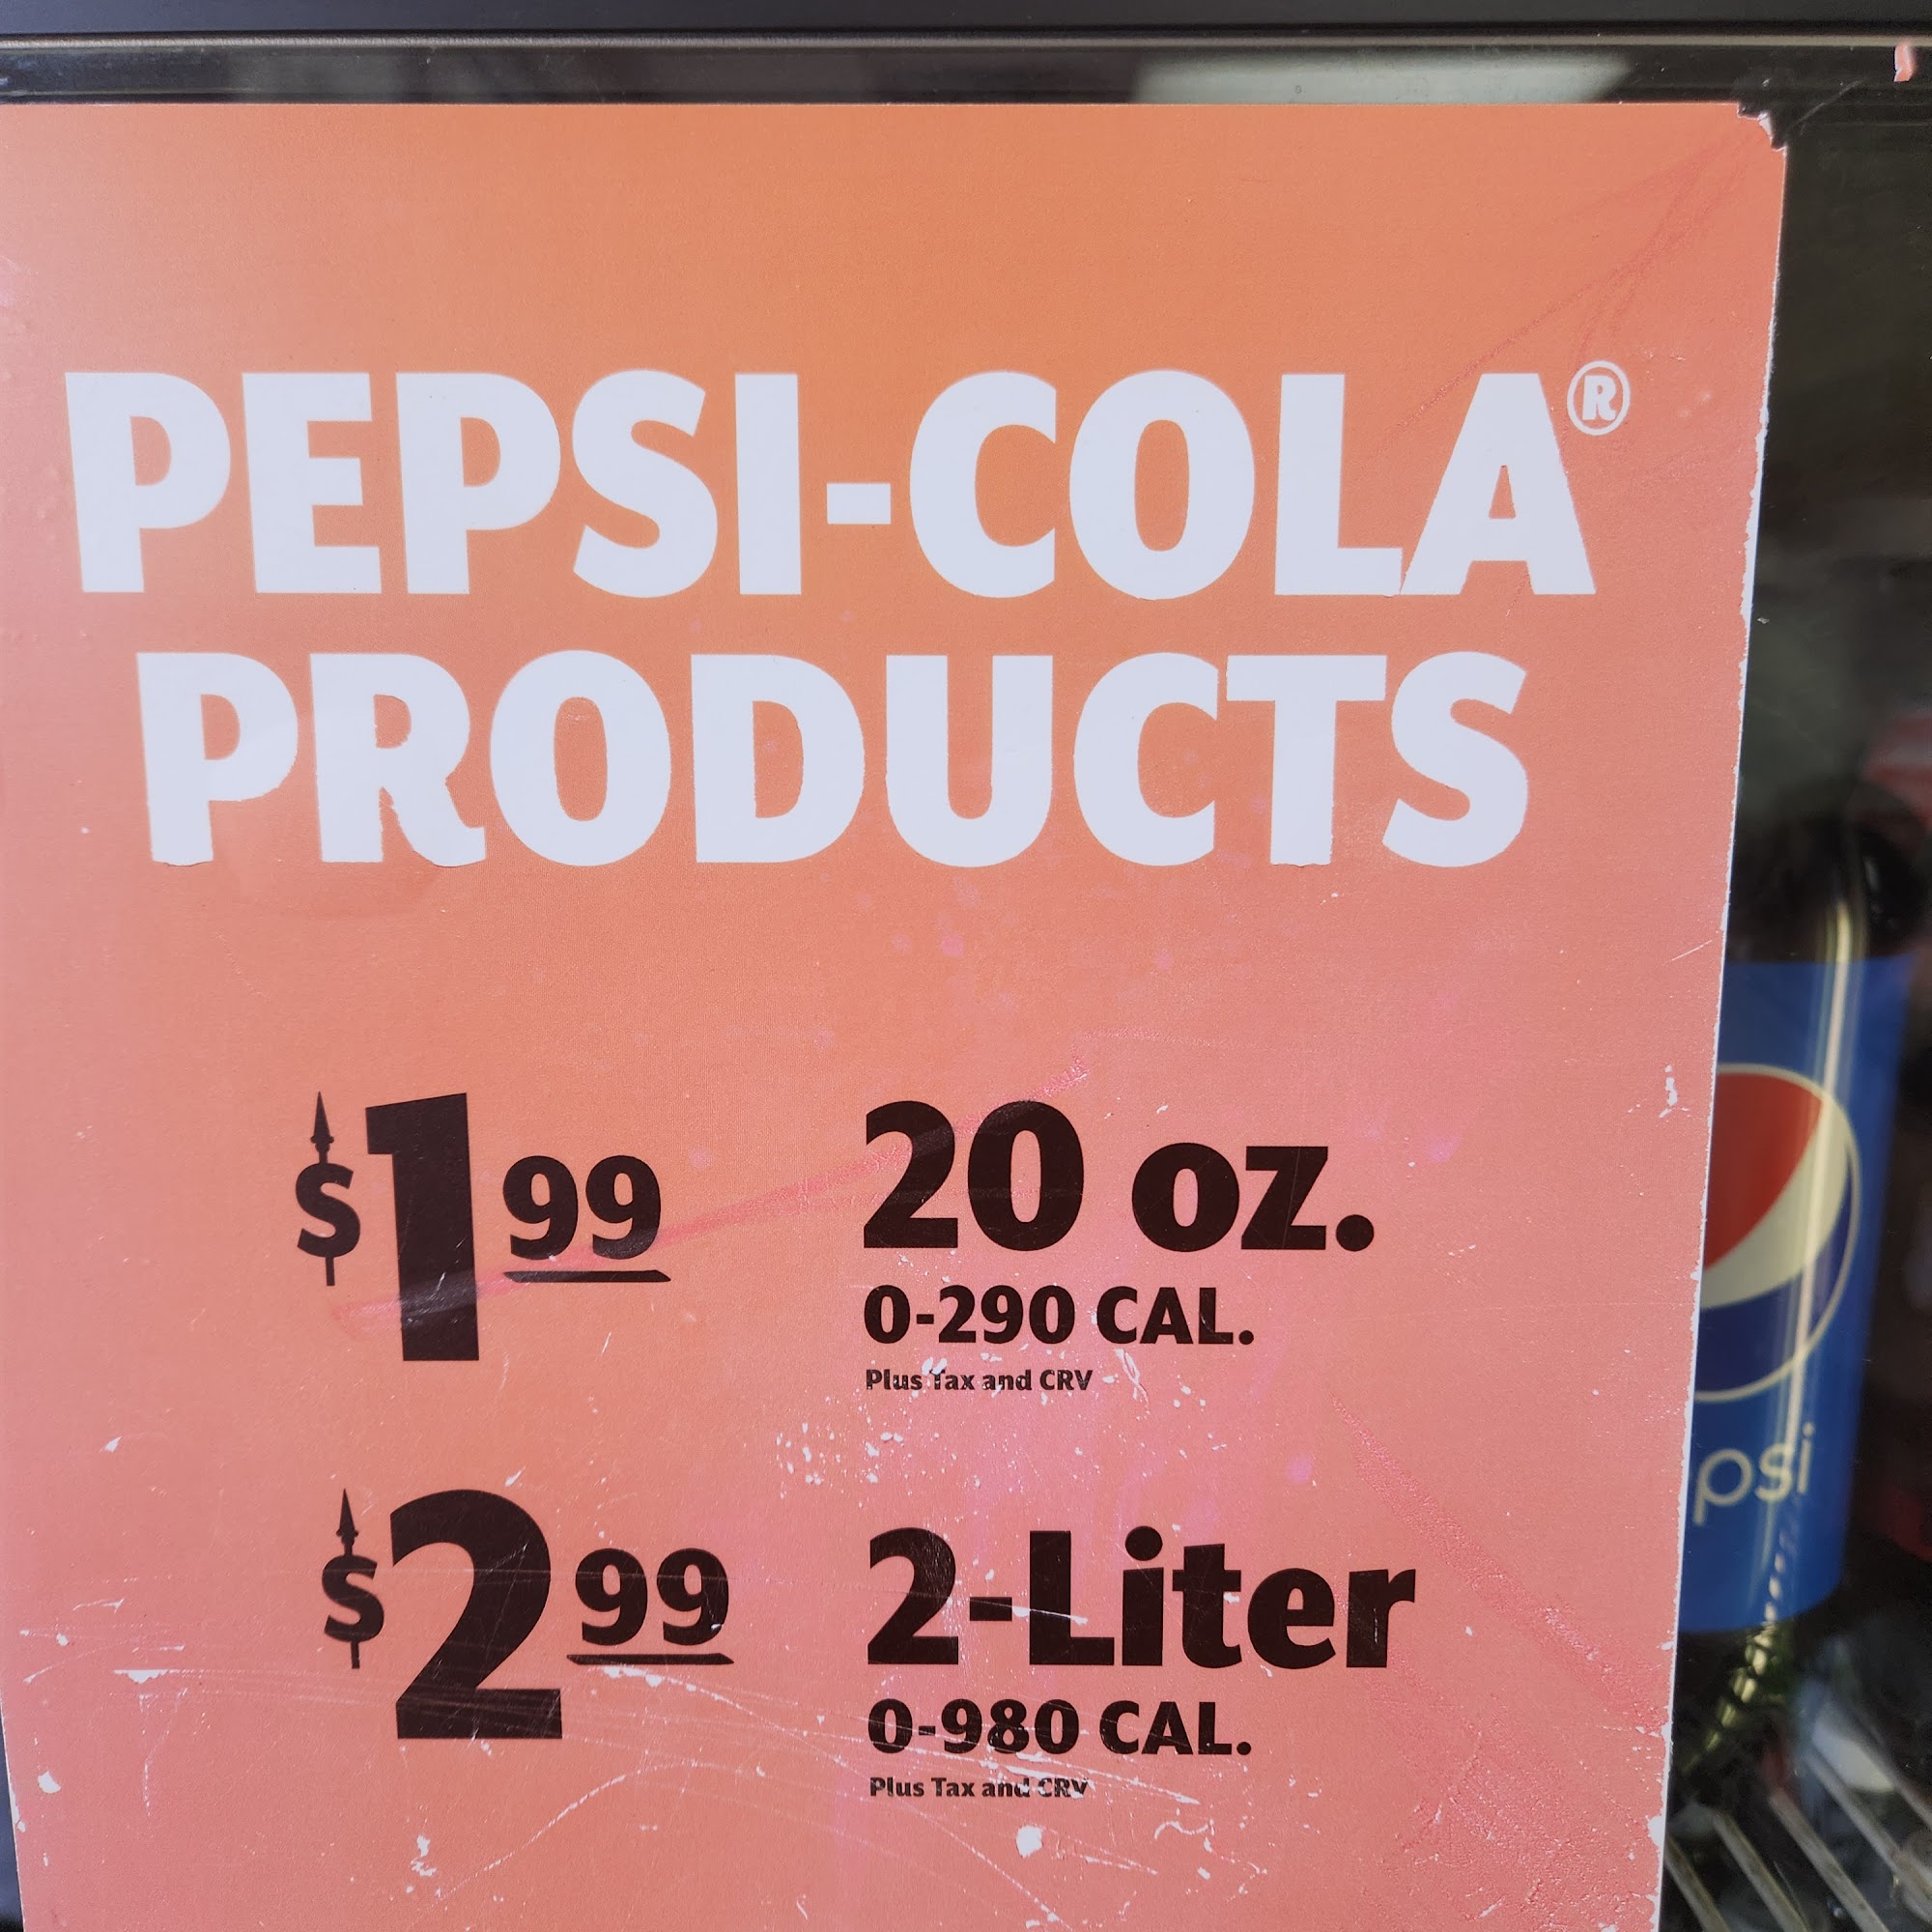 PEPSI-COLA®
PRODUCTS
$1 99 20 oz.
0-290 CAL.
Plus Tax and CRV
$2 99 2-Liter
0-980 CAL.
Plus Tax and CRV
psi